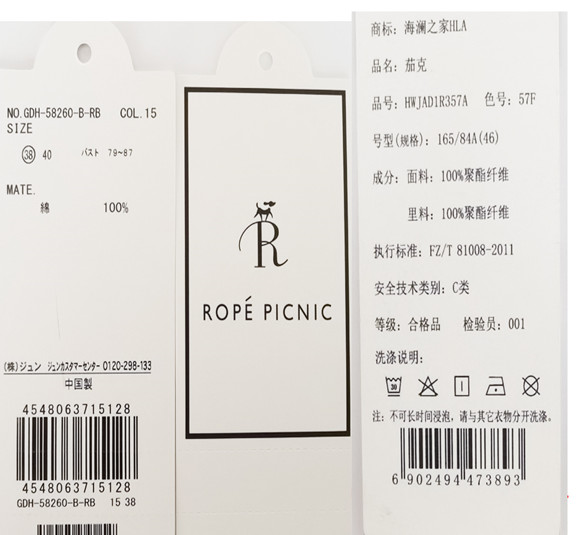 NO.GDH-58260-B-RB COL.15
SIZE
38 40 バスト 79~87
MATE.
綿 100%
(株)ジュン ジュンカスタマーセンター 0120-298-133
中国製
4548063715128
4548063715128
GDH-58260-B-RB 15 38
R
ROPÉ PICNIC
商标: 海澜之家HLA
品名: 茄克
品号: HWJAD1R357A 色号: 57F
号型(规格): 165/84A(46)
成分: 面料: 100%聚酯纤维
里料: 100%聚酯纤维
执行标准: FZ/T 81008-2011
安全技术类别: C类
等级: 合格品 检验员: 001
洗涤说明:
30
注: 不可长时间浸泡, 请与其它衣物分开洗涤.
6902494473893